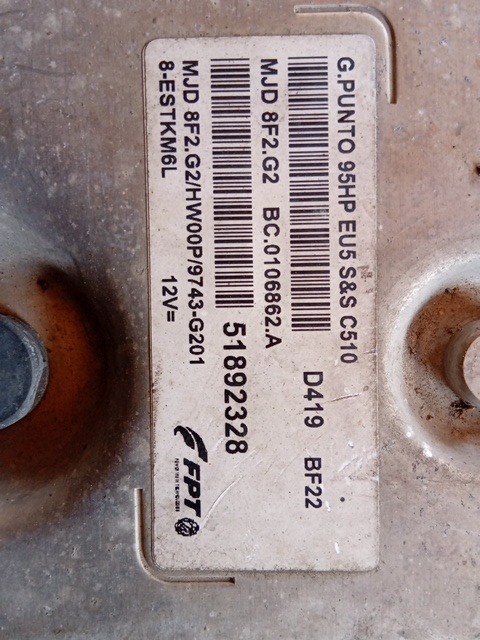 G.PUNTO 95HP EU5 S&S C510
D419 BF22
MJD 8F2.G2 BC.0106862.A
51892328
MJD 8F2.G2/HW00P/9743-G201
8-ESTKM6L 12V=
FPT